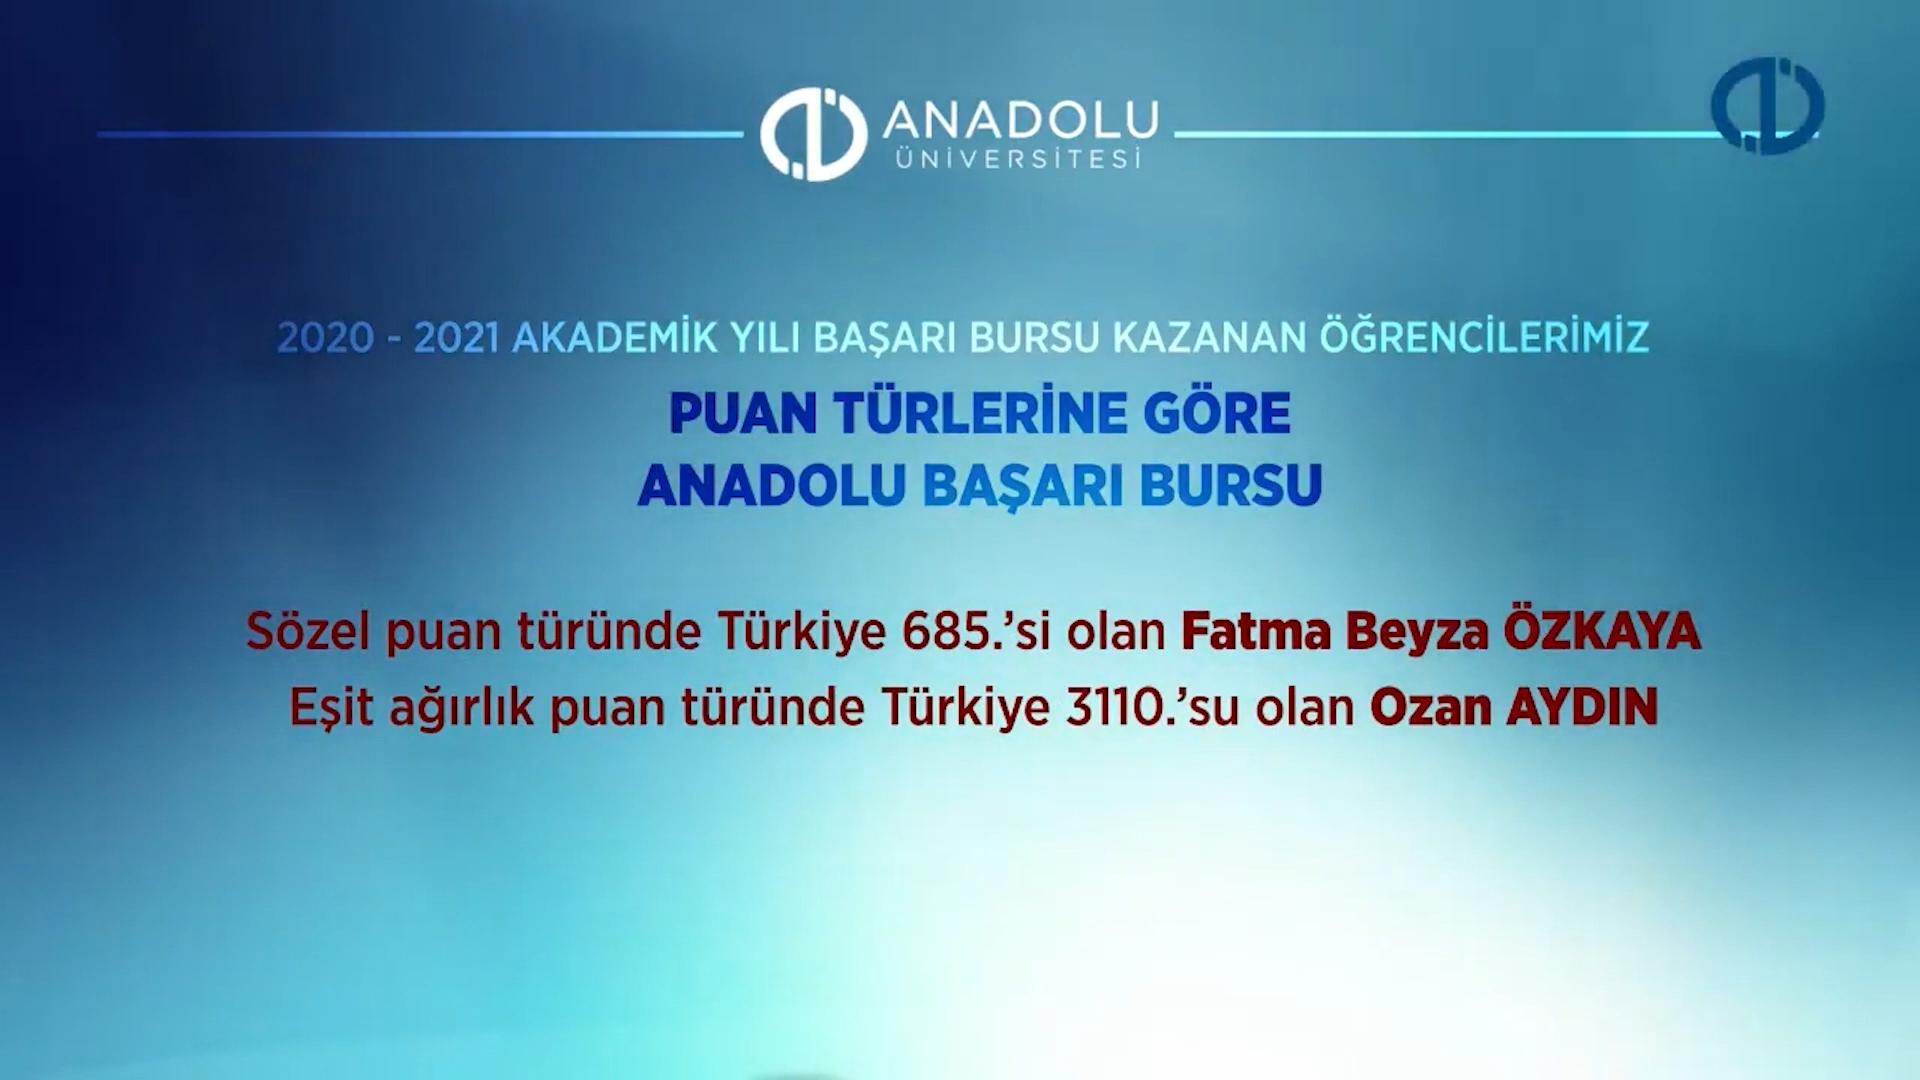 ANADOLU
ÜNİVERSİTESİ
2020 - 2021 AKADEMİK YILI BAŞARI BURSU KAZANAN ÖĞRENCİLERİMİZ
PUAN TÜRLERİNE GÖRE
ANADOLU BAŞARI BURSU
Sözel puan türünde Türkiye 685.’si olan Fatma Beyza ÖZKAYA
Eşit ağırlık puan türünde Türkiye 3110.’su olan Ozan AYDIN